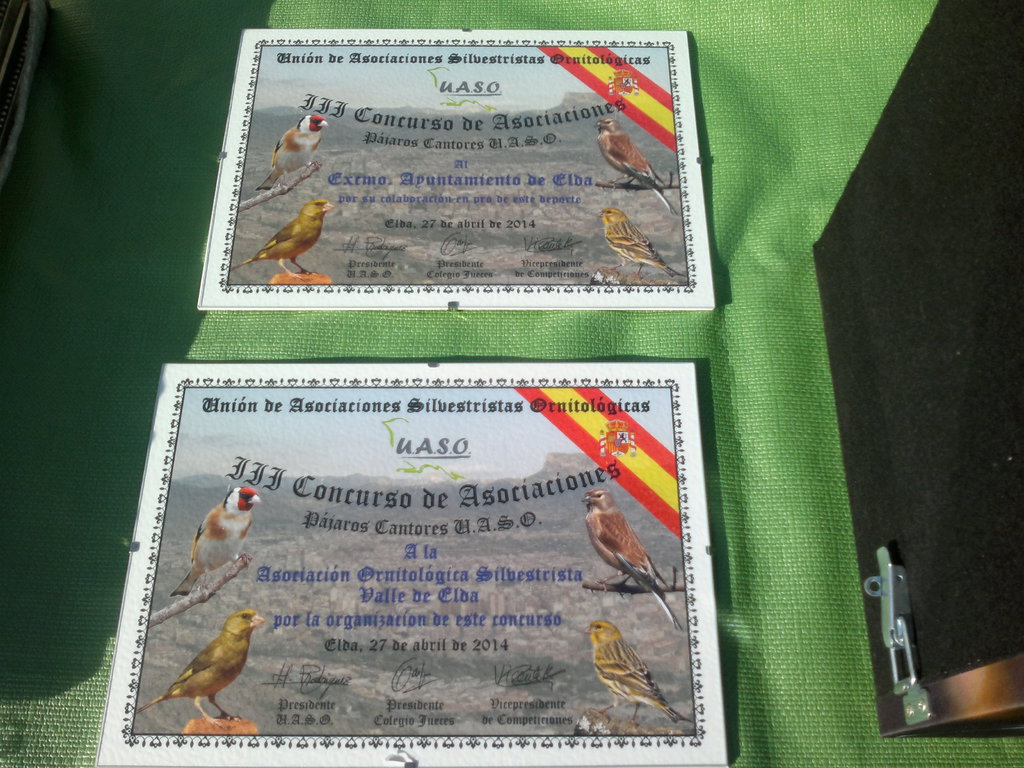 Unión de Asociaciones Silvestristas Ornitológicas
U.A.S.O.
III Concurso de Asociaciones
Pájaros Cantores U.A.S.O.
Al
Excmo. Ayuntamiento de Elda
por su colaboración en pro de este deporte
Elda, 27 de abril de 2014
Presidente Presidente Vicepresidente
U.A.S.O. Colegio Jueces de Competiciones
Unión de Asociaciones Silvestristas Ornitológicas
U.A.S.O.
III Concurso de Asociaciones
Pájaros Cantores U.A.S.O.
A la
Asociación Ornitológica Silvestrista
Valle de Elda
por la organización de este concurso
Elda, 27 de abril de 2014
Presidente Presidente Vicepresidente
U.A.S.O. Colegio Jueces de Competiciones